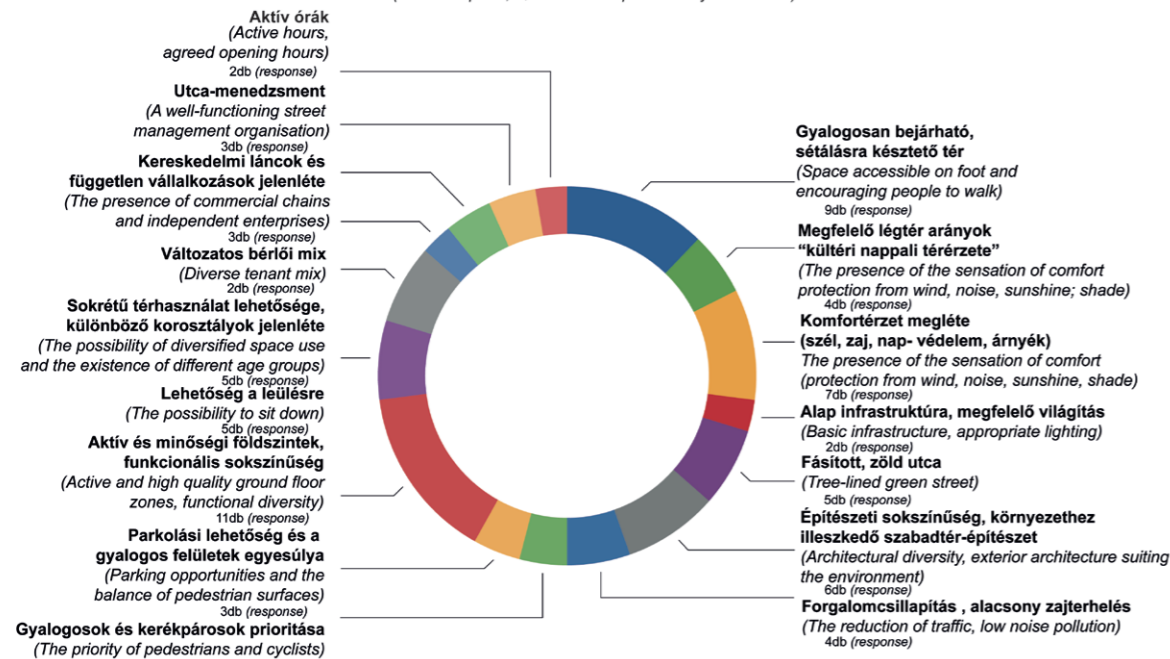 Aktív órák
(Active hours,
agreed opening hours)
2db (response)
Utca-menedzsment
(A well-functioning street
management organisation)
3db (response)
Kereskedelmi láncok és
független vállalkozások jelenléte
(The presence of commercial chains
and independent enterprises)
3db (response)
Változatos bérlői mix
(Diverse tenant mix)
2db (response)
Sokrétű térhasználat lehetősége,
különböző korosztályok jelenléte
(The possibility of diversified space use
and the existence of different age groups)
5db (response)
Lehetőség a leülésre
(The possibility to sit down)
5db (response)
Aktív és minőségi földszintek,
funkcionális sokszínűség
(Active and high quality ground floor
zones, functional diversity)
11db (response)
Parkolási lehetőség és a
gyalogos felületek egyesúlya
(Parking opportunities and the
balance of pedestrian surfaces)
3db (response)
Gyalogosok és kerékpárosok prioritása
(The priority of pedestrians and cyclists)
Gyalogosan bejárható,
sétálásra késztető tér
(Space accessible on foot and
encouraging people to walk)
9db (response)
Megfelelő légtér arányok
“kültéri nappali térérzete”
(The presence of the sensation of comfort
protection from wind, noise, sunshine; shade)
4db (response)
Komfortérzet megléte
(szél, zaj, nap- védelem, árnyék)
The presence of the sensation of comfort
(protection from wind, noise, sunshine, shade)
7db (response)
Alap infrastruktúra, megfelelő világítás
(Basic infrastructure, appropriate lighting)
2db (response)
Fásított, zöld utca
(Tree-lined green street)
5db (response)
Építészeti sokszínűség, környezethez
illeszkedő szabadtér-építészet
(Architectural diversity, exterior architecture suiting
the environment)
6db (response)
Forgalomcsillapítás , alacsony zajterhelés
(The reduction of traffic, low noise pollution)
4db (response)